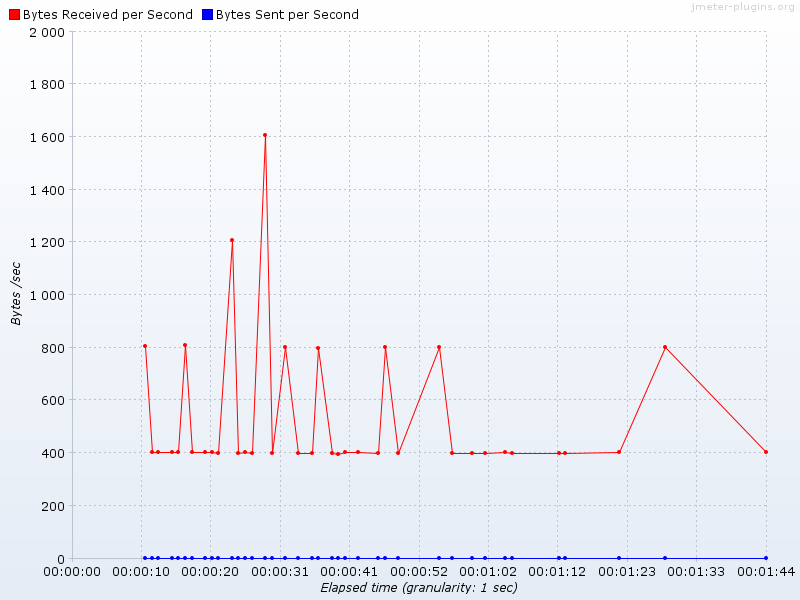 jmeter-plugins.org
Bytes Received per Second Bytes Sent per Second
2 000
1 800
1 600
1 400
1 200
1 000
800
600
400
200
0
Bytes /sec
00:00:00 00:00:10 00:00:20 00:00:31 00:00:41 00:00:52 00:01:02 00:01:12 00:01:23 00:01:33 00:01:44
Elapsed time (granularity: 1 sec)